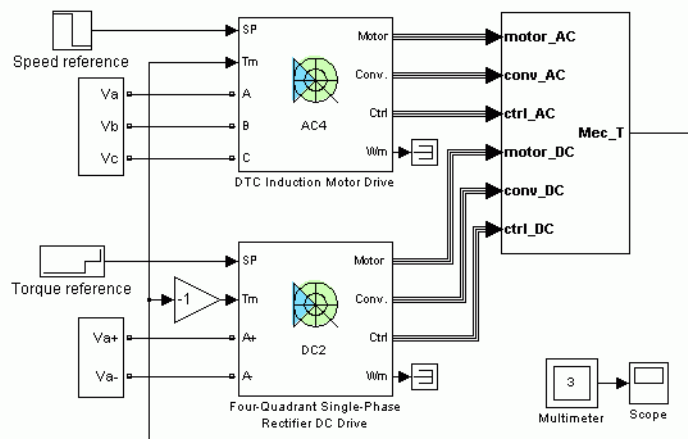 SP
Motor
motor_AC
Speed reference
Tm
Va
A
Conv.
conv_AC
Vb
B
AC4
Ctrl
ctrl_AC
Mec_T
Vc
C
Wm
motor_DC
DTC Induction Motor Drive
conv_DC
ctrl_DC
SP
Motor
Torque reference
-1
Tm
Conv.
Va+
A+
DC2
Ctrl
Va-
A-
Wm
3
Four-Quadrant Single-Phase
Rectifier DC Drive
Multimeter
Scope